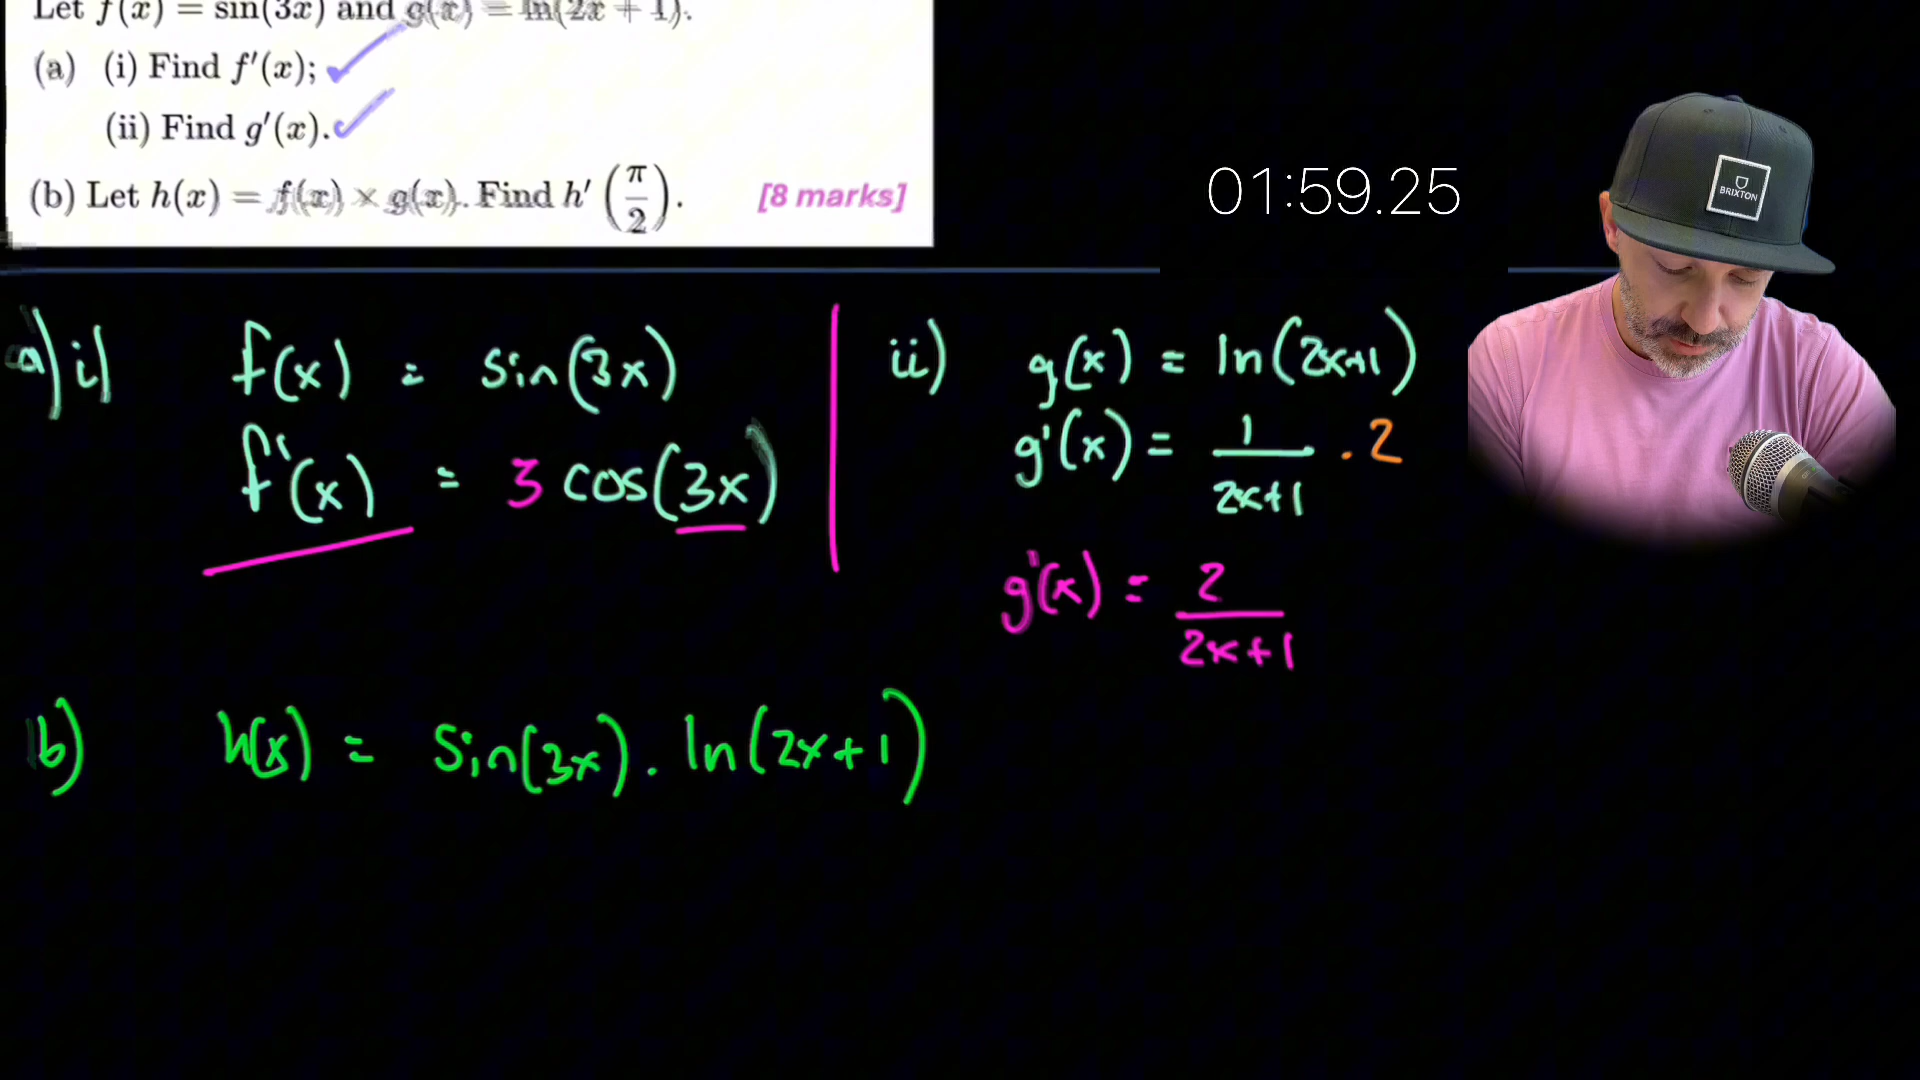 Let f(x) = sin(3x) and g(x) = ln(2x + 1).
(a) (i) Find f′(x);
(ii) Find g′(x).
(b) Let h(x) = f(x) × g(x). Find h′(π/2). [8 marks]
01:59.25
BRIXTON
a) i) f(x) = sin(3x)
f'(x) = 3 cos(3x)
ii) g(x) = ln(2x+1)
g'(x) = 1/2x+1 . 2
g'(x) = 2/2x+1
b) h(x) = sin(3x) . ln(2x+1)